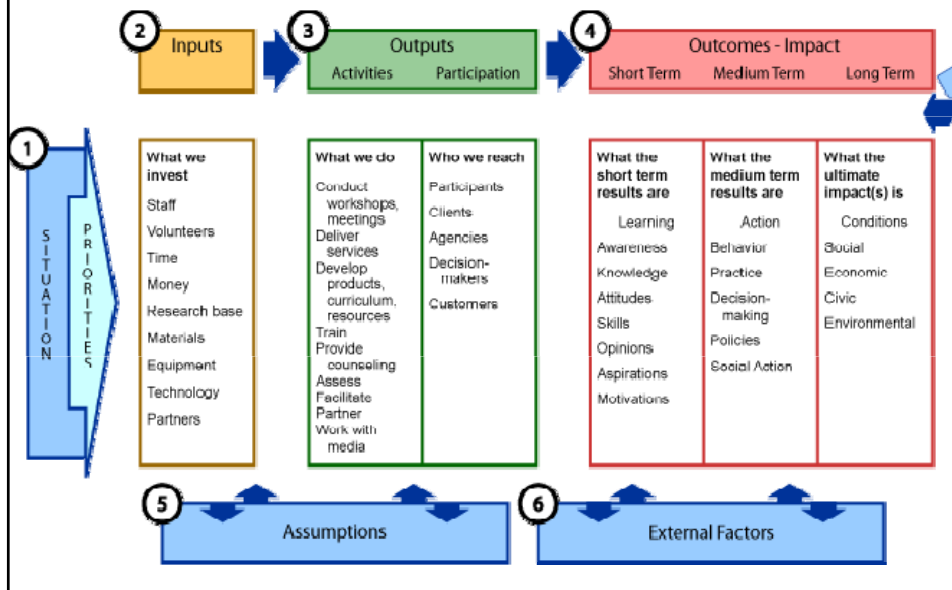 2
Inputs
3
Outputs
Activities Participation
4
Outcomes - Impact
Short Term Medium Term Long Term
1
SITUATION
PRIORITIES
What we
invest
Staff
Volunteers
Time
Money
Research base
Materials
Equipment
Technology
Partners
What we do
Conduct
workshops,
meetings
Deliver
services
Develop
products,
curriculum,
resources
Train
Provide
counseling
Assess
Facilitate
Partner
Work with
media
Who we reach
Participants
Clients
Agencies
Decision-
makers
Customers
What the
short term
results are
Learning
Awareness
Knowledge
Attitudes
Skills
Opinions
Aspirations
Motivations
What the
medium term
results are
Action
Behavior
Practice
Decision-
making
Policies
Social Action
What the
ultimate
impact(s) is
Conditions
Social
Economic
Civic
Environmental
5
Assumptions
6
External Factors